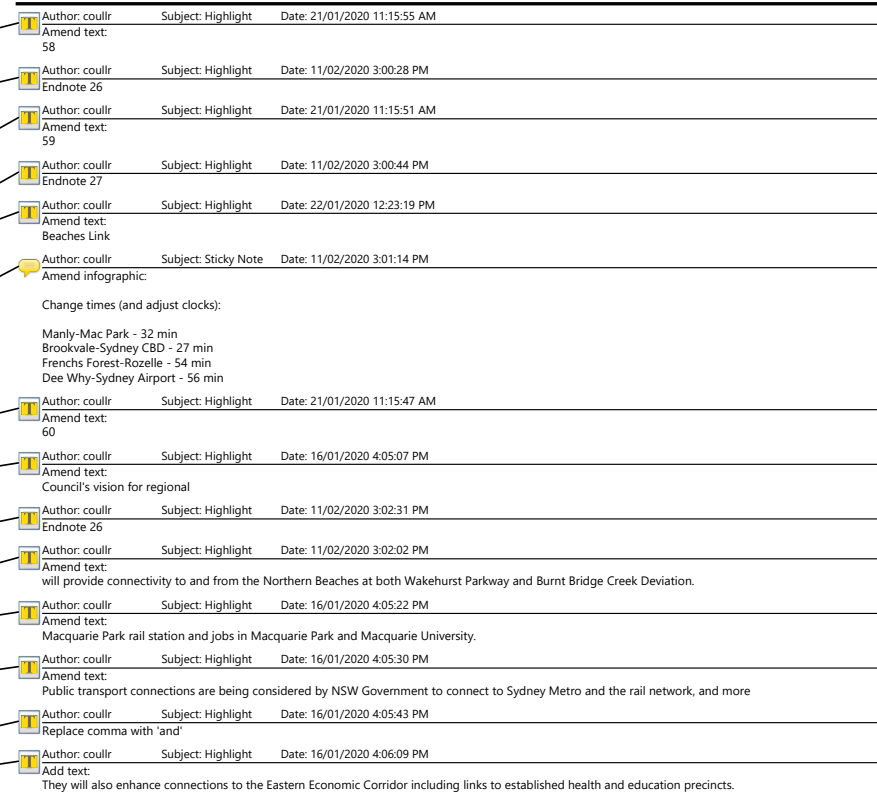 Author: coullr Subject: Highlight Date: 21/01/2020 11:15:55 AM
Amend text:
58
Author: coullr Subject: Highlight Date: 11/02/2020 3:00:28 PM
Endnote 26
Author: coullr Subject: Highlight Date: 21/01/2020 11:15:51 AM
Amend text:
59
Author: coullr Subject: Highlight Date: 11/02/2020 3:00:44 PM
Endnote 27
Author: coullr Subject: Highlight Date: 22/01/2020 12:23:19 PM
Amend text:
Beaches Link
Author: coullr Subject: Sticky Note Date: 11/02/2020 3:01:14 PM
Amend infographic:
Change times (and adjust clocks):
Manly-Mac Park - 32 min
Brookvale-Sydney CBD - 27 min
Frenchs Forest-Rozelle - 54 min
Dee Why-Sydney Airport - 56 min
Author: coullr Subject: Highlight Date: 21/01/2020 11:15:47 AM
Amend text:
60
Author: coullr Subject: Highlight Date: 16/01/2020 4:05:07 PM
Amend text:
Council's vision for regional
Author: coullr Subject: Highlight Date: 11/02/2020 3:02:31 PM
Endnote 26
Author: coullr Subject: Highlight Date: 11/02/2020 3:02:02 PM
Amend text:
will provide connectivity to and from the Northern Beaches at both Wakehurst Parkway and Burnt Bridge Creek Deviation.
Author: coullr Subject: Highlight Date: 16/01/2020 4:05:22 PM
Amend text:
Macquarie Park rail station and jobs in Macquarie Park and Macquarie University.
Author: coullr Subject: Highlight Date: 16/01/2020 4:05:30 PM
Amend text:
Public transport connections are being considered by NSW Government to connect to Sydney Metro and the rail network, and more
Author: coullr Subject: Highlight Date: 16/01/2020 4:05:43 PM
Replace comma with 'and'
Author: coullr Subject: Highlight Date: 16/01/2020 4:06:09 PM
Add text:
They will also enhance connections to the Eastern Economic Corridor including links to established health and education precincts.